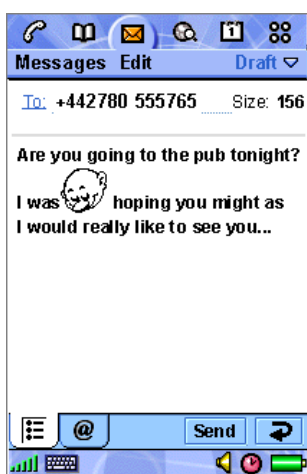 1
Messages Edit Draft
To: +442780 555765 Size: 156
Are you going to the pub tonight?
I was hoping you might as
I would really like to see you...
@ Send